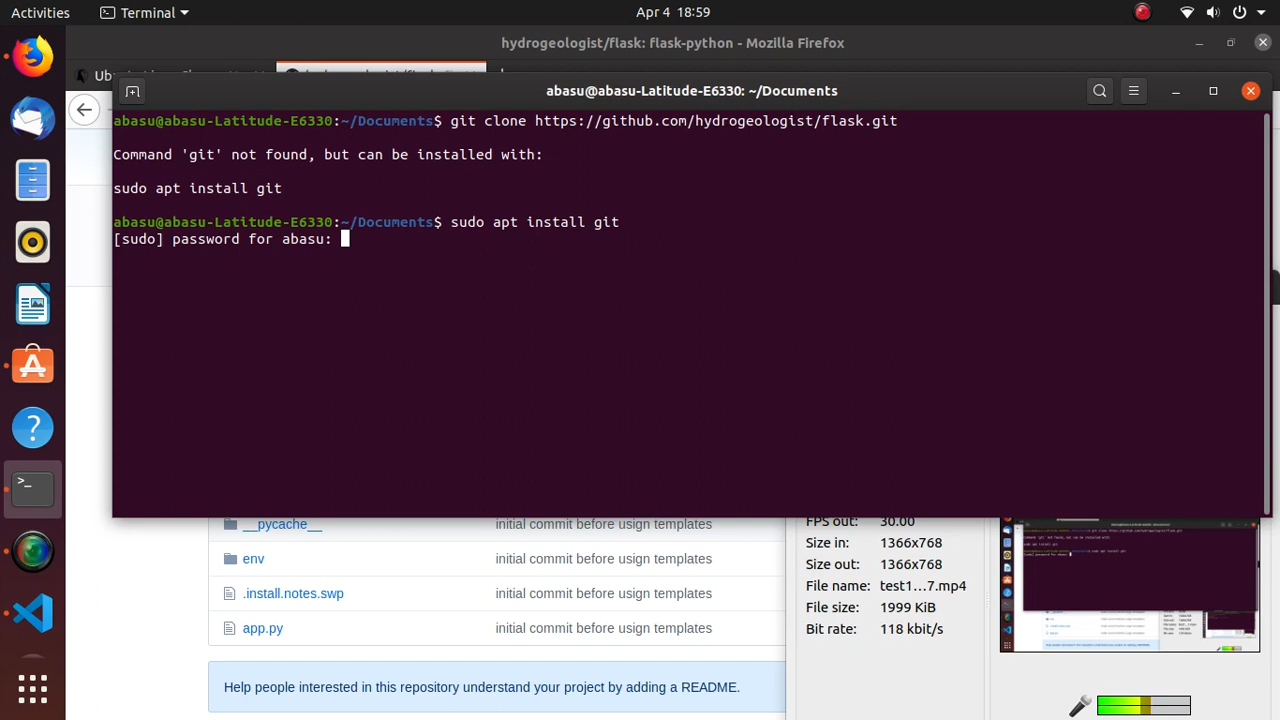 Activities
Terminal
Apr 4 18:59
hydrogeologist/flask: flask-python - Mozilla Firefox
abasu@abasu-Latitude-E6330: ~/Documents
abasu@abasu-Latitude-E6330:~/Documents$ git clone https://github.com/hydrogeologist/flask.git
Command 'git' not found, but can be installed with:
sudo apt install git
abasu@abasu-Latitude-E6330:~/Documents$ sudo apt install git
[sudo] password for abasu:
__pycache__ initial commit before usign templates
env initial commit before usign templates
.install.notes.swp initial commit before usign templates
app.py initial commit before usign templates
Help people interested in this repository understand your project by adding a README.
FPS out: 30.00
Size in: 1366x768
Size out: 1366x768
File name: test1...7.mp4
File size: 1999 KiB